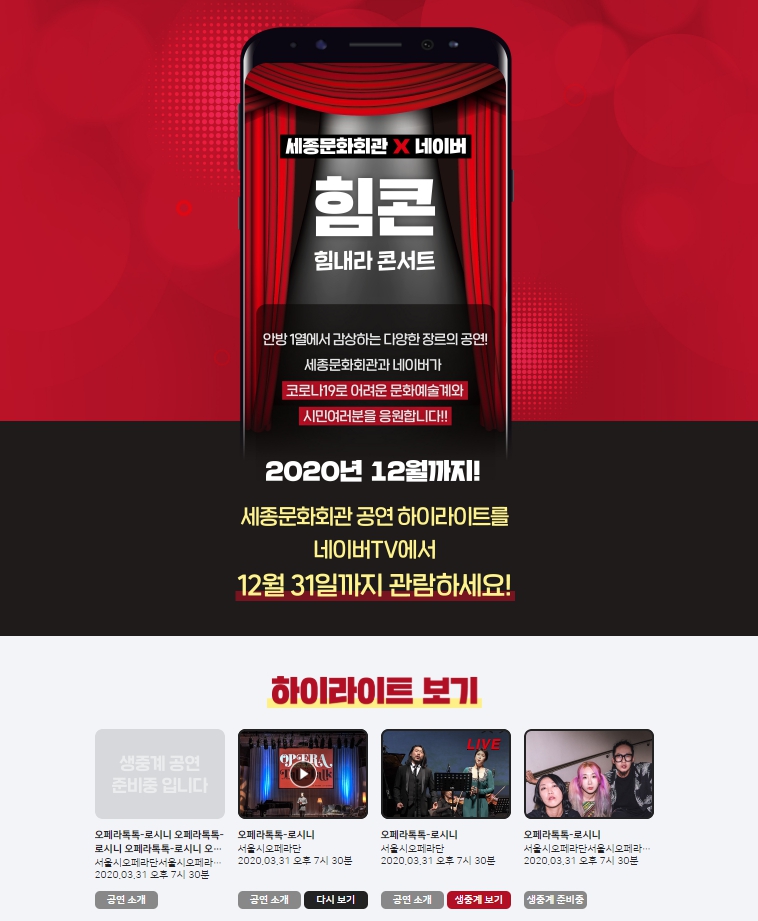 세종문화회관 X 네이버
힘콘
힘내라 콘서트
안방 1열에서 감상하는 다양한 장르의 공연!
세종문화회관과 네이버가
코로나19로 어려운 문화예술계와
시민여러분을 응원합니다!!
2020년 12월까지!
세종문화회관 공연 하이라이트를
네이버TV에서
12월 31일까지 관람하세요!
하이라이트 보기
생중계 공연
준비중 입니다
오페라톡톡-로시니 오페라톡톡-
로시니 오페라톡톡-로시니 오…
서울시오페라단서울시오페라…
2020.03.31 오후 7시 30분
공연 소개
OPERA
Talk
오페라톡톡-로시니
서울시오페라단
2020.03.31 오후 7시 30분
공연 소개
다시 보기
LIVE
오페라톡톡-로시니
서울시오페라단
2020.03.31 오후 7시 30분
공연 소개
생중계 보기
오페라톡톡-로시니
서울시오페라단서울시오페라…
2020.03.31 오후 7시 30분
생중계 준비중